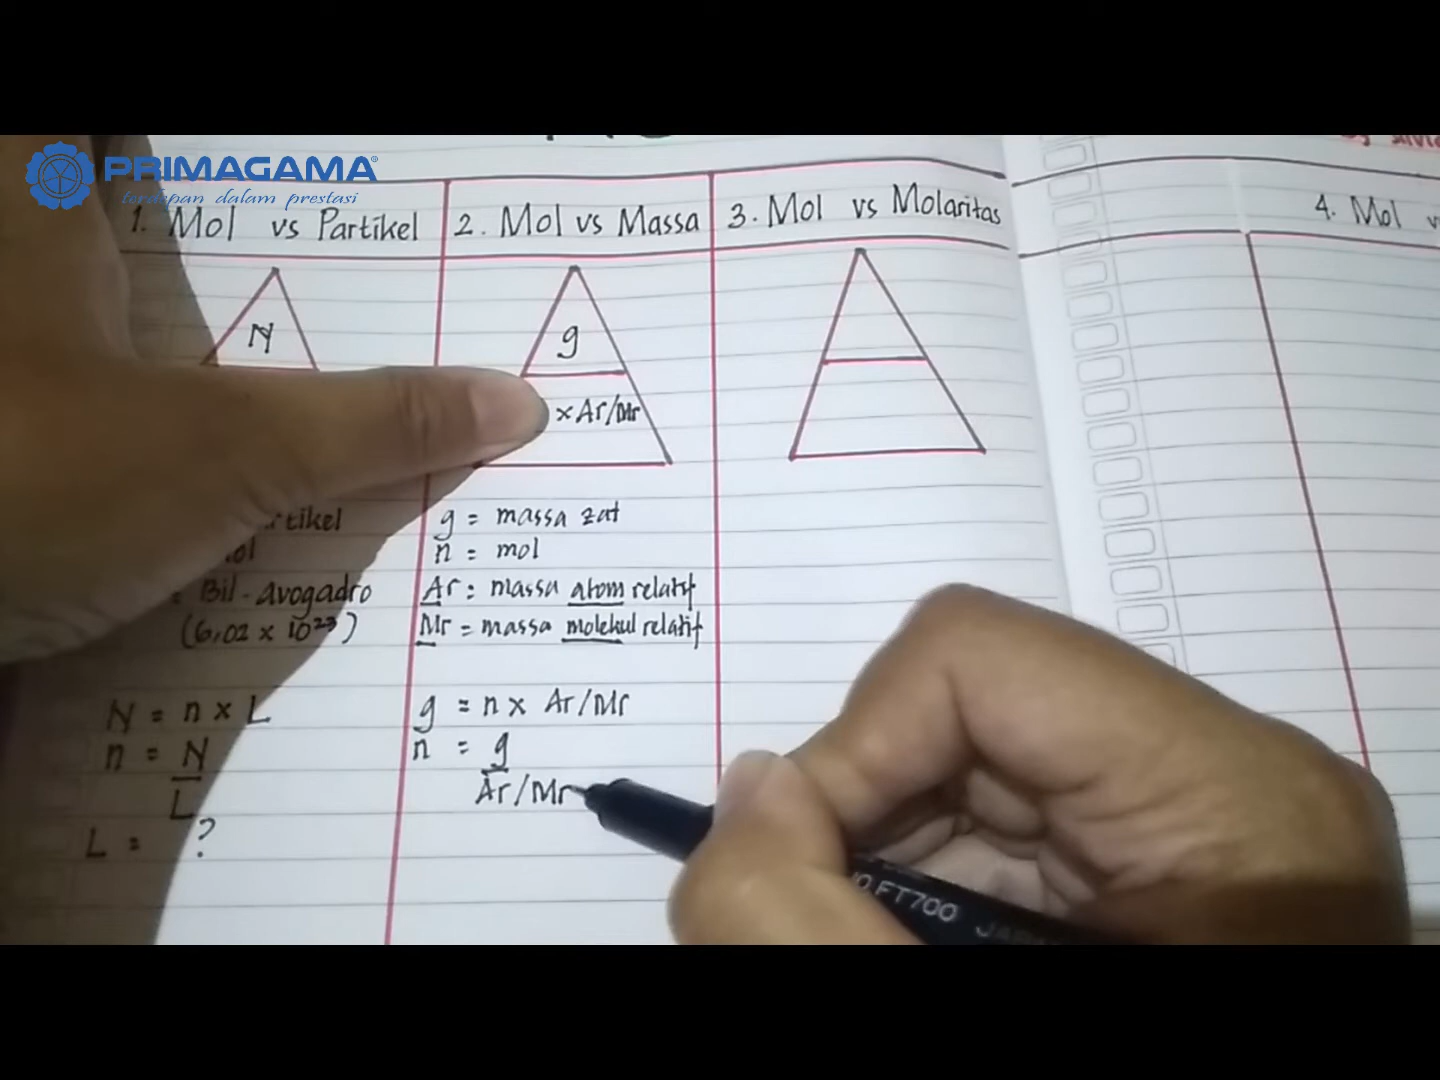 PRIMAGAMA®
terdepan dalam prestasi
1. Mol vs Partikel
2. Mol vs Massa
3. Mol vs Molaritas
4. Mol
N
g
x Ar/Mr
g = massa zat
n = mol
= Bil. avogadro
(6,02 x 10²³)
Ar = massa atom relatif
Mr = massa molekul relatif
N = n x L
n = N
L
L = ?
g = n x Ar/Mr
n = g
Ar/Mr
FT700